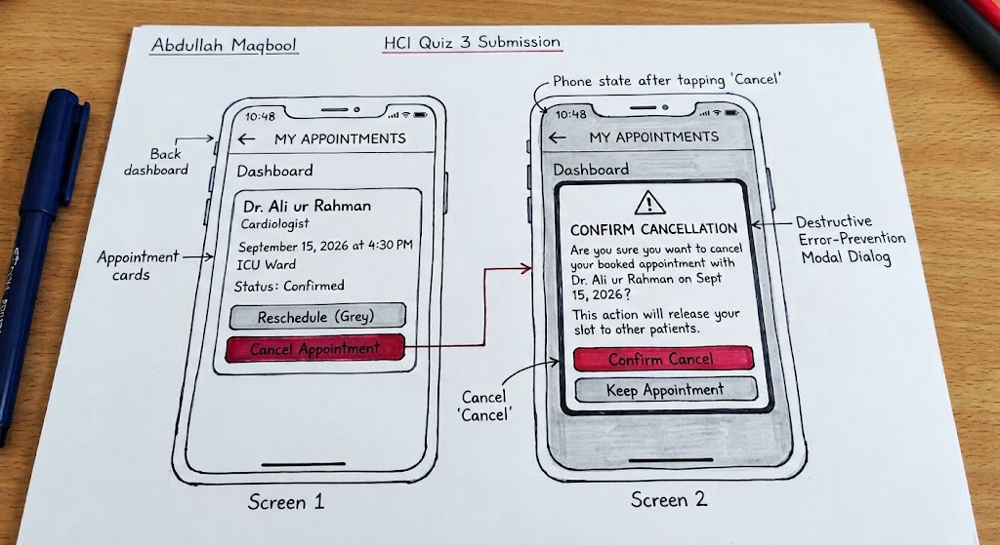 Abdullah Maqbool
HCI Quiz 3 Submission
Phone state after tapping 'Cancel'
10:48
MY APPOINTMENTS
Back
dashboard
Dashboard
Dr. Ali ur Rahman
Cardiologist
September 15, 2026 at 4:30 PM
ICU Ward
Status: Confirmed
Reschedule (Grey)
Cancel Appointment
Appointment
cards
Screen 1
10:48
MY APPOINTMENTS
Dashboard
CONFIRM CANCELLATION
Are you sure you want to cancel
your booked appointment with
Dr. Ali ur Rahman on Sept
15, 2026?
This action will release your
slot to other patients.
Confirm Cancel
Keep Appointment
Destructive
Error-Prevention
Modal Dialog
Cancel
'Cancel'
Screen 2